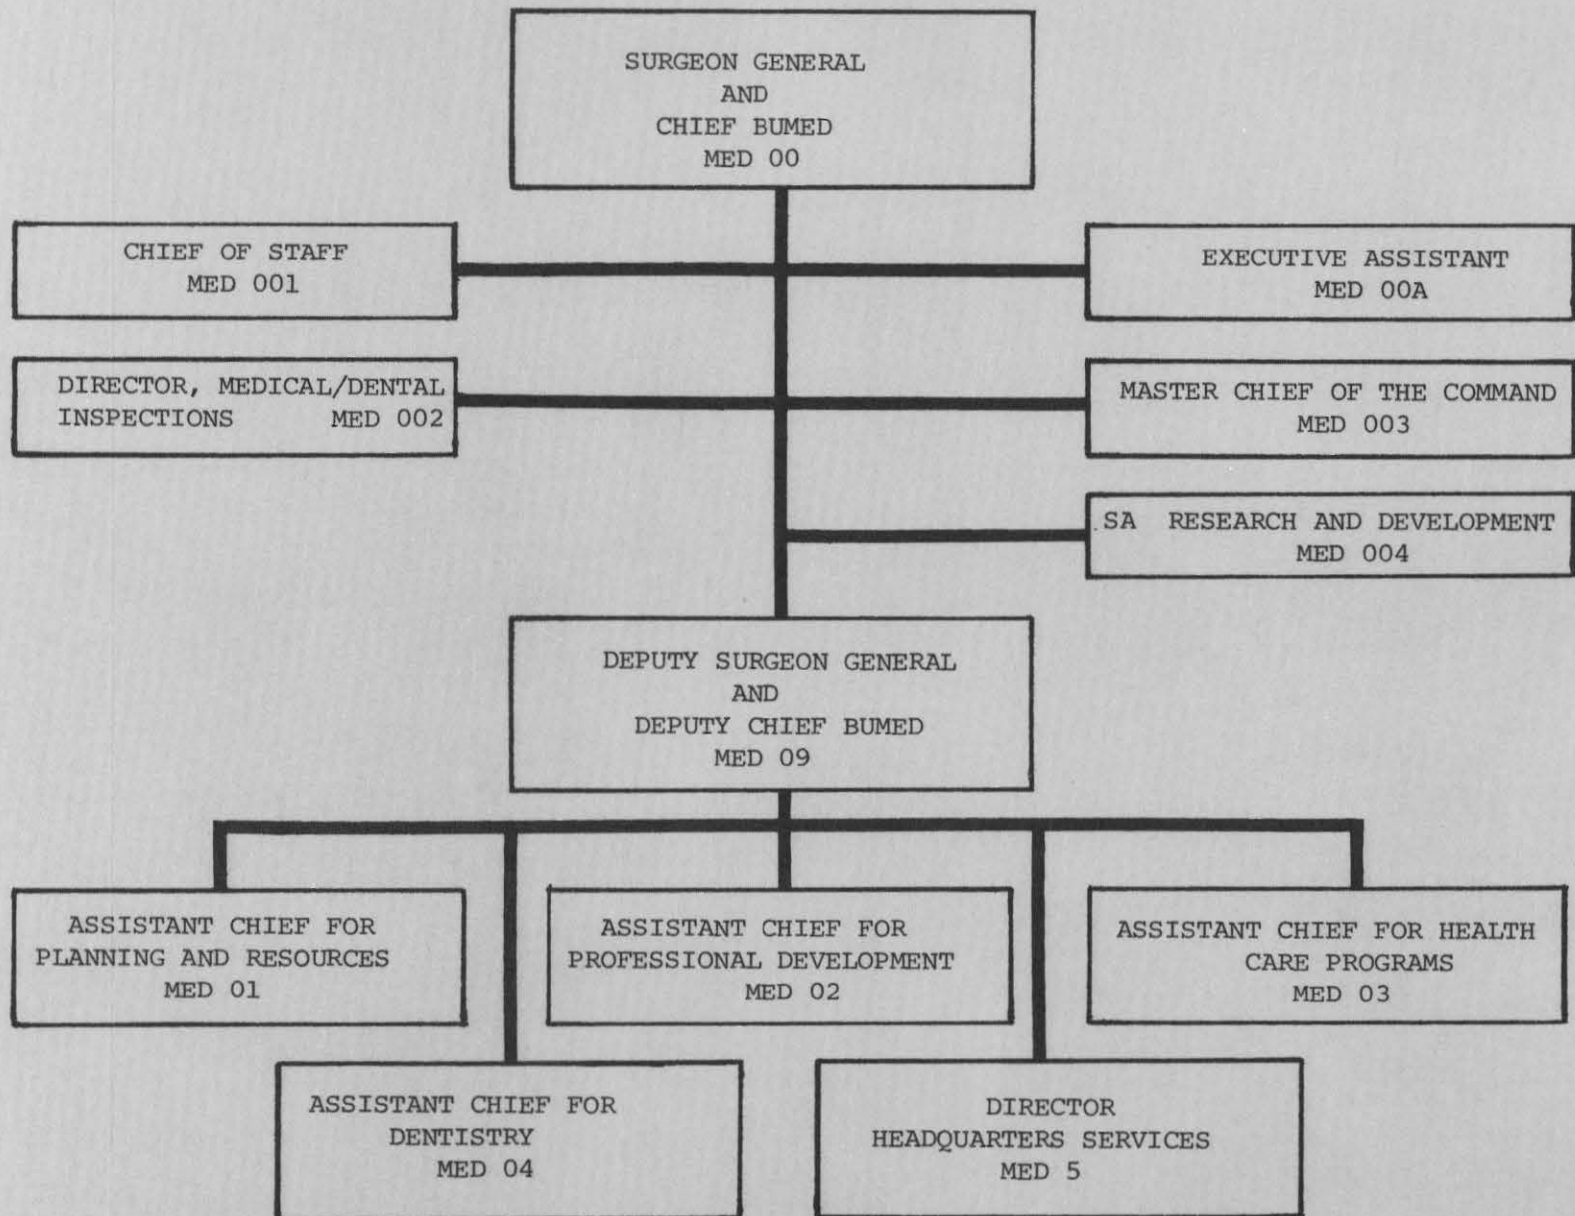 SURGEON GENERAL
AND
CHIEF BUMED
MED 00
CHIEF OF STAFF
MED 001
EXECUTIVE ASSISTANT
MED 00A
DIRECTOR, MEDICAL/DENTAL
INSPECTIONS MED 002
MASTER CHIEF OF THE COMMAND
MED 003
SA RESEARCH AND DEVELOPMENT
MED 004
DEPUTY SURGEON GENERAL
AND
DEPUTY CHIEF BUMED
MED 09
ASSISTANT CHIEF FOR
PLANNING AND RESOURCES
MED 01
ASSISTANT CHIEF FOR
PROFESSIONAL DEVELOPMENT
MED 02
ASSISTANT CHIEF FOR HEALTH
CARE PROGRAMS
MED 03
ASSISTANT CHIEF FOR
DENTISTRY
MED 04
DIRECTOR
HEADQUARTERS SERVICES
MED 5